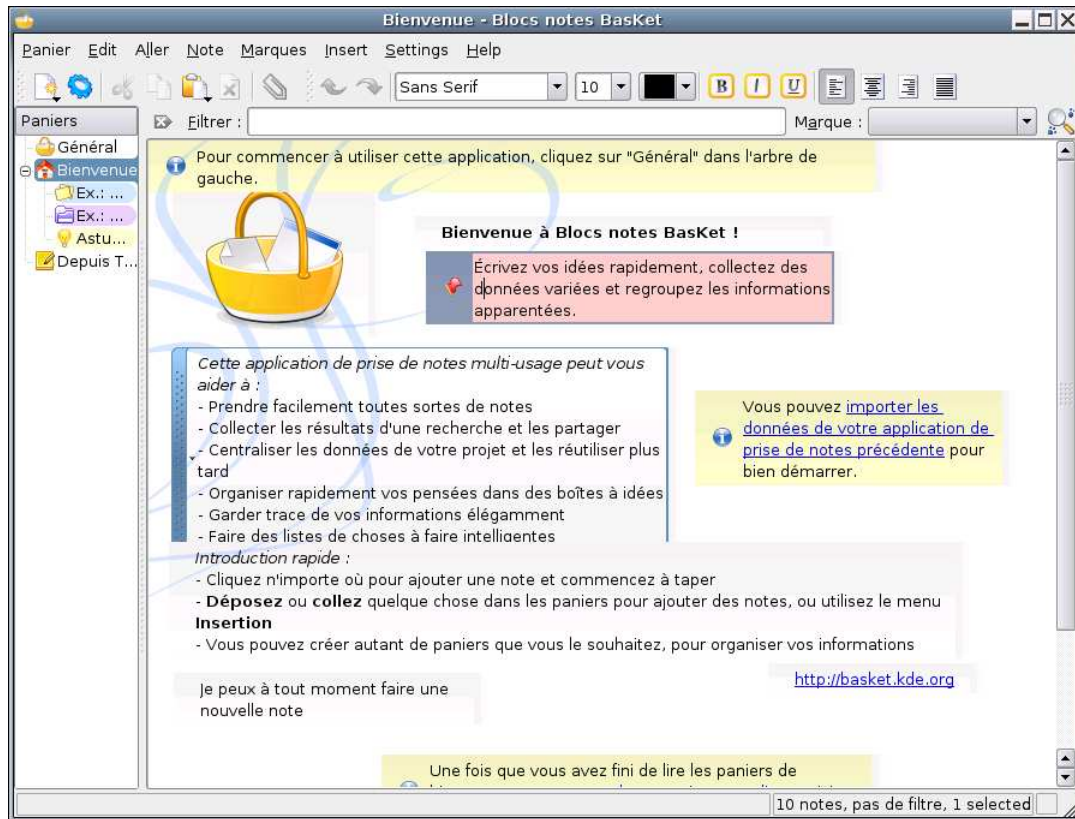 Bienvenue - Blocs notes BasKet
Panier Edit Aller Note Marques Insert Settings Help
Sans Serif 10 B I U
Paniers
Filtrer :
Marque :
Général
Bienvenue
Ex.: ...
Ex.: ...
Astu...
Depuis T...
Pour commencer à utiliser cette application, cliquez sur "Général" dans l'arbre de
gauche.
Bienvenue à Blocs notes BasKet !
Écrivez vos idées rapidement, collectez des
données variées et regroupez les informations
apparentées.
Cette application de prise de notes multi-usage peut vous
aider à :
- Prendre facilement toutes sortes de notes
- Collecter les résultats d'une recherche et les partager
- Centraliser les données de votre projet et les réutiliser plus
tard
- Organiser rapidement vos pensées dans des boîtes à idées
- Garder trace de vos informations élégamment
- Faire des listes de choses à faire intelligentes
Vous pouvez importer les
données de votre application de
prise de notes précédente pour
bien démarrer.
Introduction rapide :
- Cliquez n'importe où pour ajouter une note et commencez à taper
- Déposez ou collez quelque chose dans les paniers pour ajouter des notes, ou utilisez le menu
Insertion
- Vous pouvez créer autant de paniers que vous le souhaitez, pour organiser vos informations
http://basket.kde.org
Je peux à tout moment faire une
nouvelle note
Une fois que vous avez fini de lire les paniers de
10 notes, pas de filtre, 1 selected